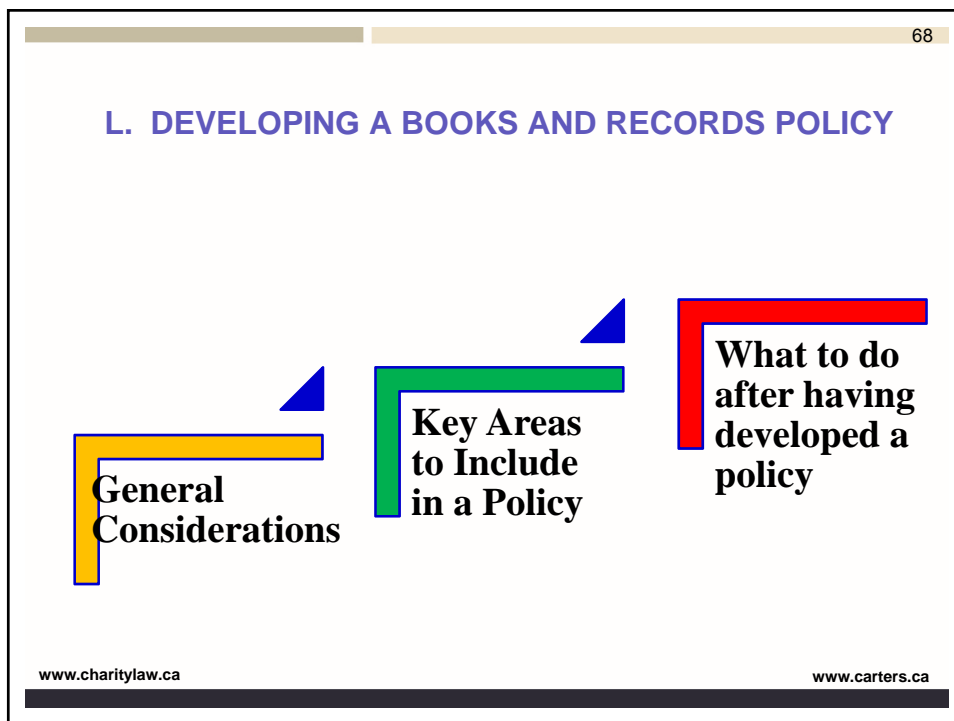 68
L. DEVELOPING A BOOKS AND RECORDS POLICY
General
Considerations
Key Areas
to Include
in a Policy
What to do
after having
developed a
policy
www.charitylaw.ca
www.carters.ca